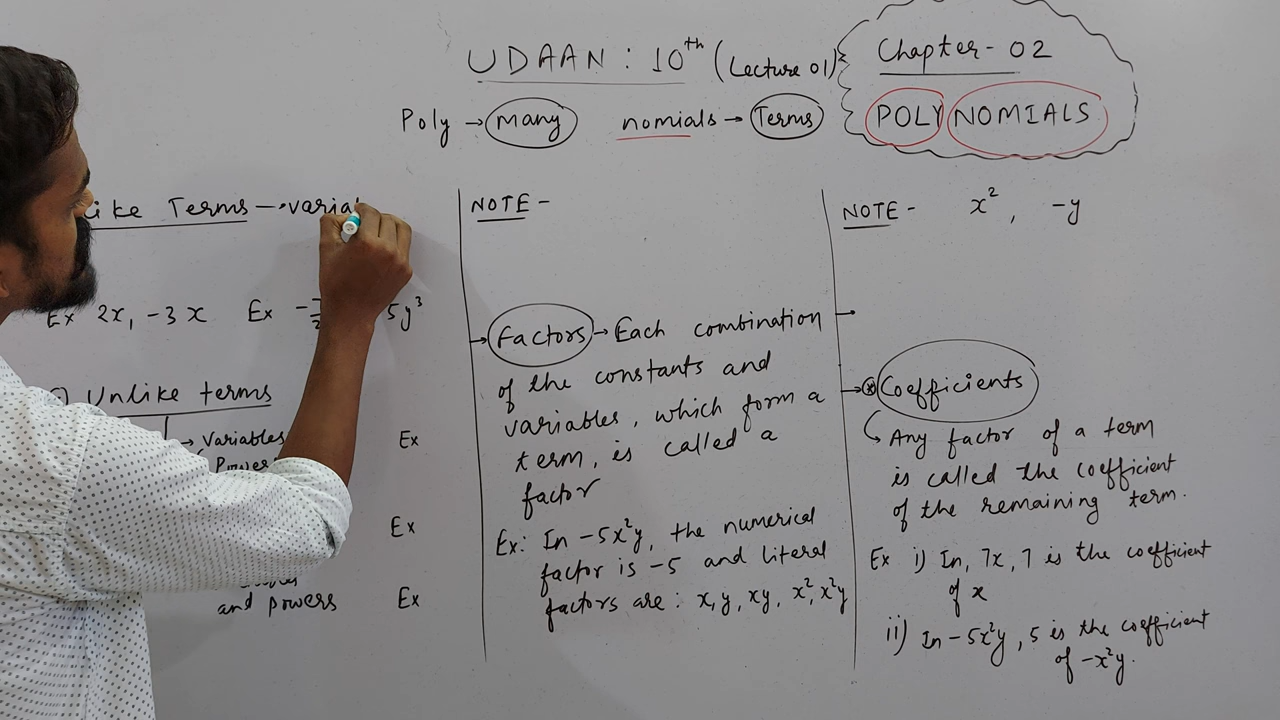 UDAAN : 10th (Lecture 01)
Chapter - 02
POLYNOMIALS
Poly → Many nomials → Terms
Like Terms → varia
Ex 2x, -3x Ex 5y³
Unlike terms
→ Variables Ex
Power
Ex
and powers Ex
NOTE -
→ Factors → Each combination
of the constants and
variables, which form a
term, is called a
factor
Ex: In -5x²y, the numerical
factor is -5 and literal
factors are : x, y, xy, x², x²y
NOTE - x² , -y
→
→ Coefficients
Any factor of a term
is called the coefficient
of the remaining term.
Ex i) In, 7x, 7 is the coefficient
of x
ii) In -5x²y, 5 is the coefficient
of -x²y.